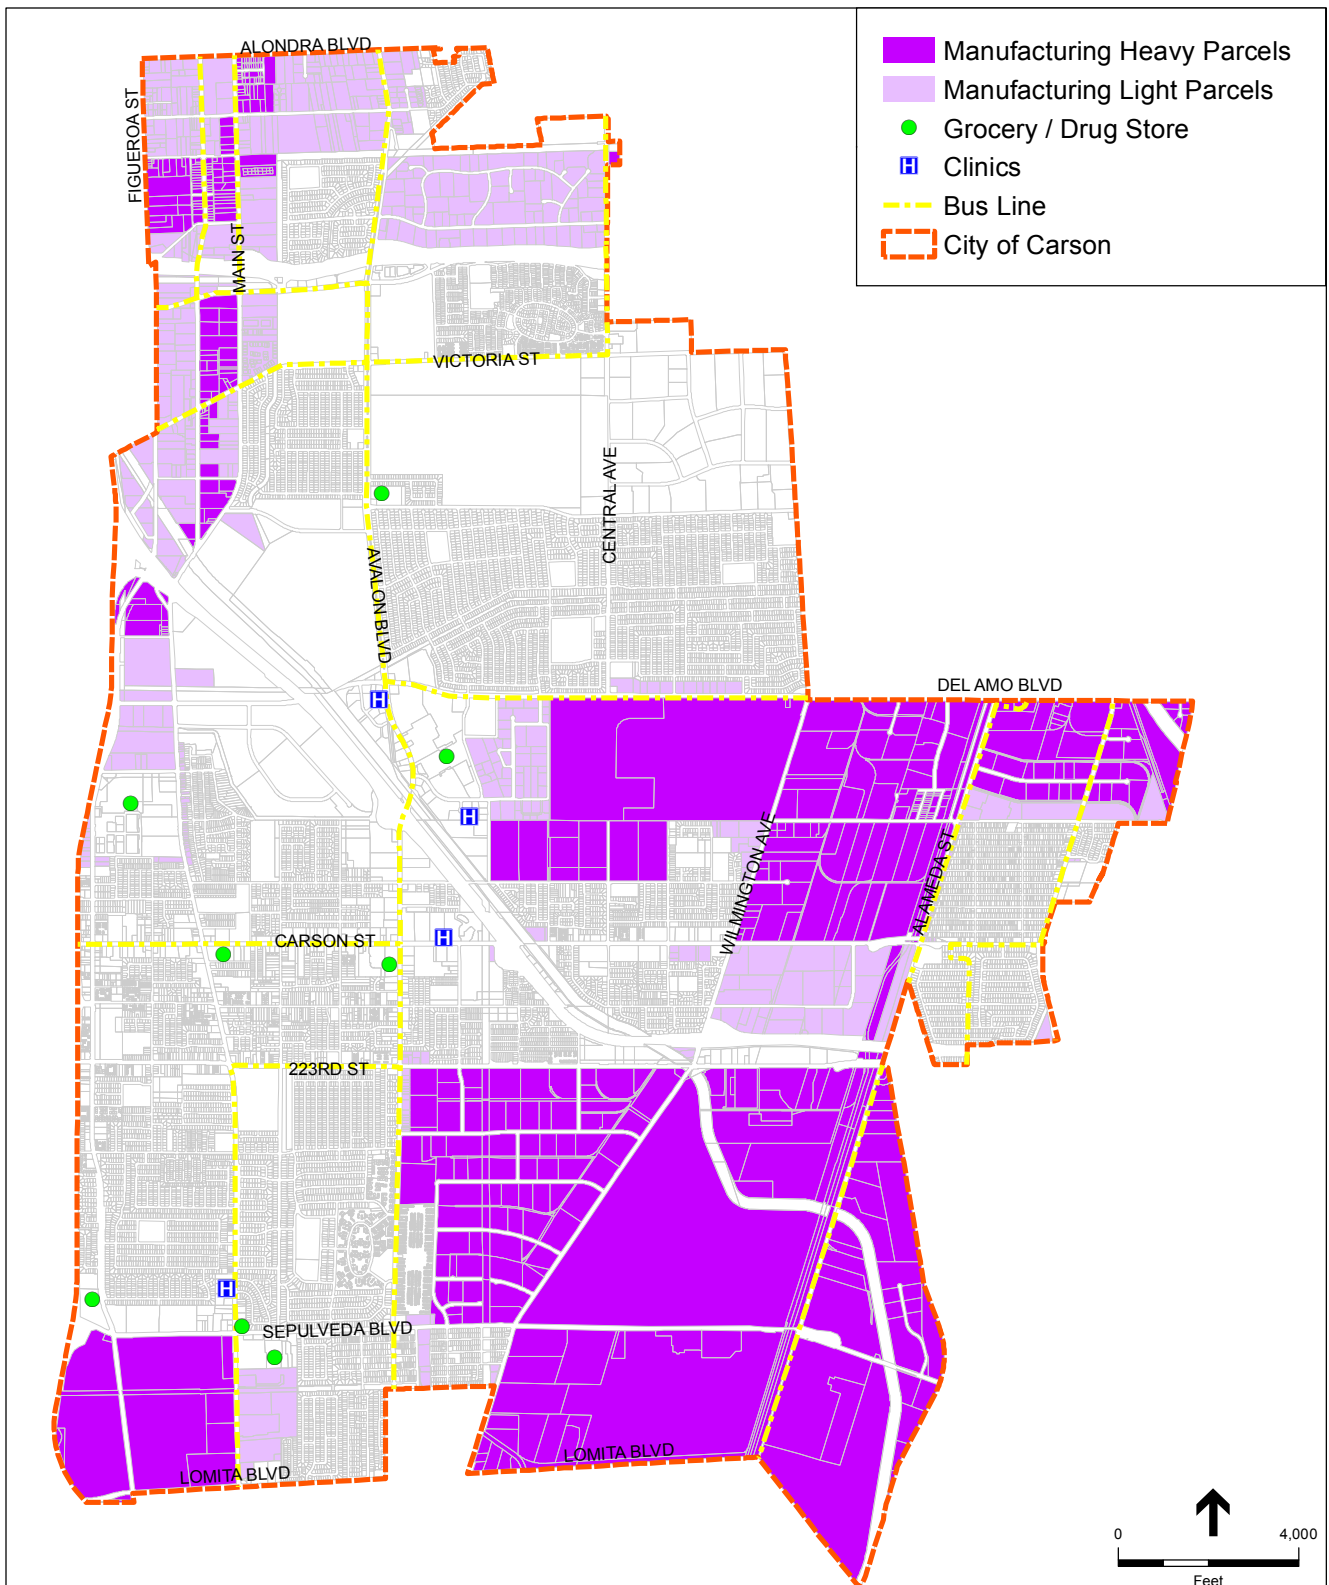 ALONDRA BLVD
Manufacturing Heavy Parcels
Manufacturing Light Parcels
Grocery / Drug Store
H Clinics
Bus Line
City of Carson
FIGUEROA ST
MAIN ST
VICTORIA ST
CENTRAL AVE
AVALON BLVD
DEL AMO BLVD
H
H
WILMINGTON AVE
ALAMEDA ST
CARSON ST
H
223RD ST
H
SEPULVEDA BLVD
LOMITA BLVD
LOMITA BLVD
0 4,000
Feet